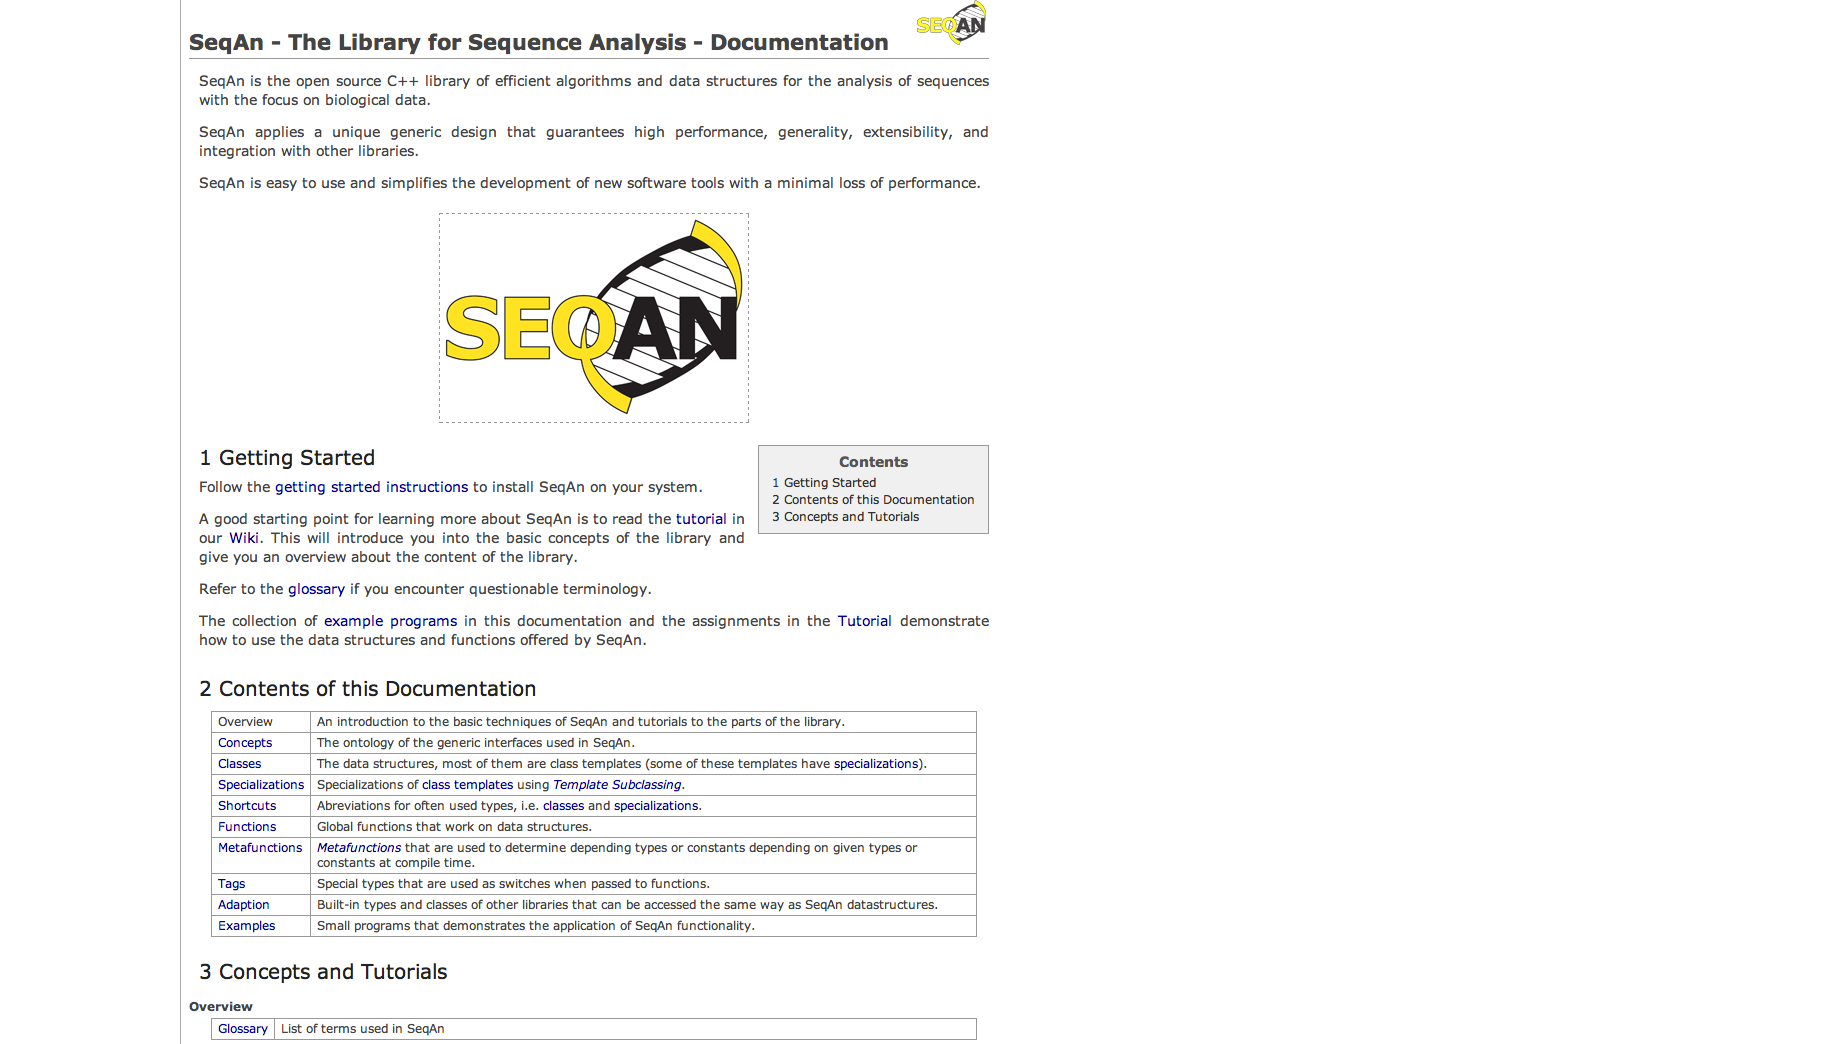 SEQAN
SeqAn - The Library for Sequence Analysis - Documentation
SeqAn is the open source C++ library of efficient algorithms and data structures for the analysis of sequences
with the focus on biological data.
SeqAn applies a unique generic design that guarantees high performance, generality, extensibility, and
integration with other libraries.
SeqAn is easy to use and simplifies the development of new software tools with a minimal loss of performance.
SEQAN
1 Getting Started
Follow the getting started instructions to install SeqAn on your system.
A good starting point for learning more about SeqAn is to read the tutorial in
our Wiki. This will introduce you into the basic concepts of the library and
give you an overview about the content of the library.
Contents
1 Getting Started
2 Contents of this Documentation
3 Concepts and Tutorials
Refer to the glossary if you encounter questionable terminology.
The collection of example programs in this documentation and the assignments in the Tutorial demonstrate
how to use the data structures and functions offered by SeqAn.
2 Contents of this Documentation
Overview An introduction to the basic techniques of SeqAn and tutorials to the parts of the library.
Concepts The ontology of the generic interfaces used in SeqAn.
Classes The data structures, most of them are class templates (some of these templates have specializations).
Specializations Specializations of class templates using Template Subclassing.
Shortcuts Abreviations for often used types, i.e. classes and specializations.
Functions Global functions that work on data structures.
Metafunctions Metafunctions that are used to determine depending types or constants depending on given types or
constants at compile time.
Tags Special types that are used as switches when passed to functions.
Adaption Built-in types and classes of other libraries that can be accessed the same way as SeqAn datastructures.
Examples Small programs that demonstrates the application of SeqAn functionality.
3 Concepts and Tutorials
Overview
Glossary List of terms used in SeqAn